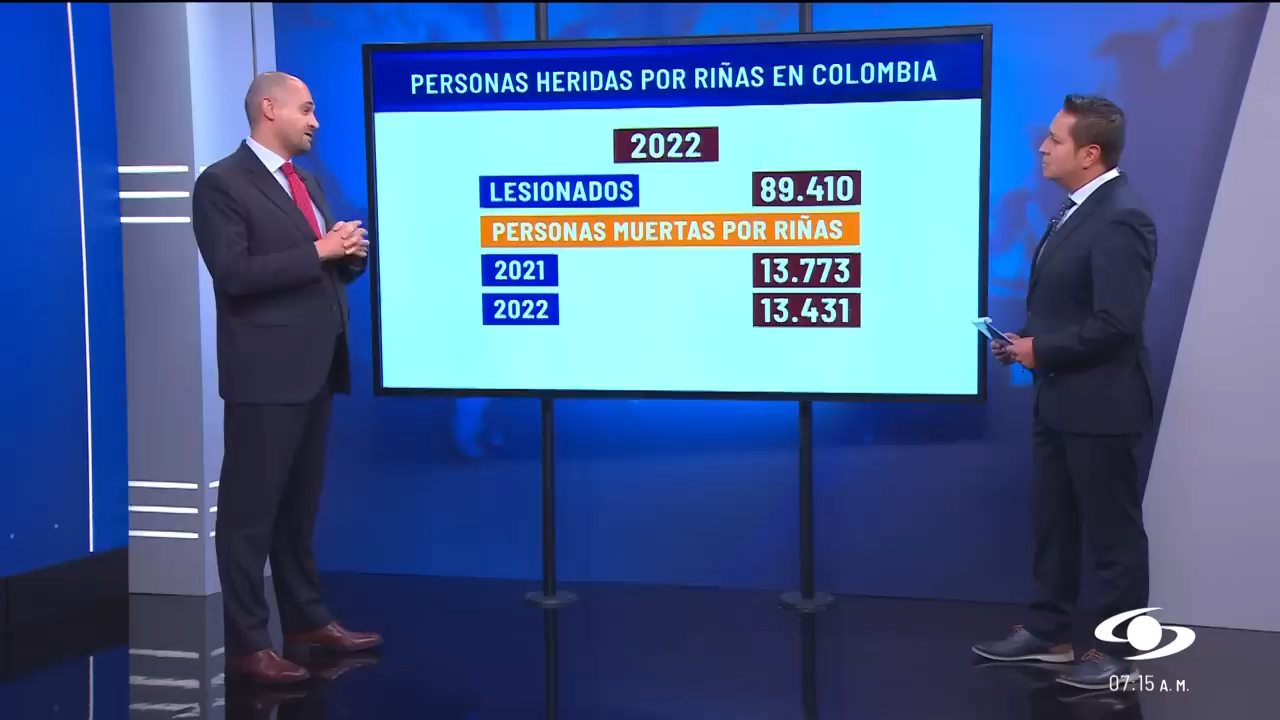 PERSONAS HERIDAS POR RIÑAS EN COLOMBIA
2022
LESIONADOS 89.410
PERSONAS MUERTAS POR RIÑAS
2021 13.773
2022 13.431
07:15 A.M.